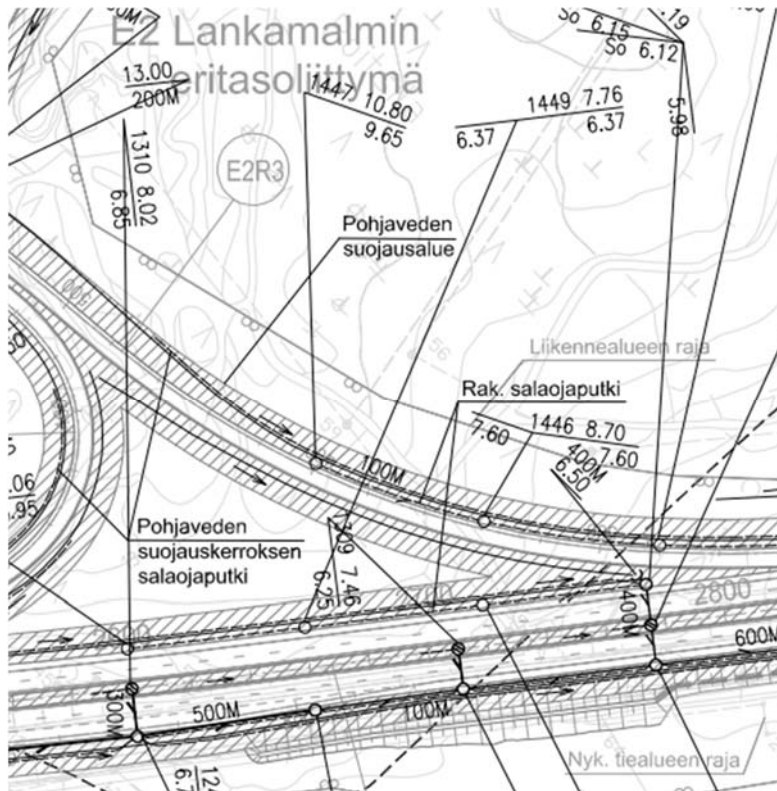 E2 Lankamalmin
eritasoliittymä
So 6.15
So 6.12
5.98
13.00
200M
1447 10.80
9.65
1449 7.76
6.37 6.37
1310 8.02
6.85
E2R3
Pohjaveden
suojausalue
Liikennealueen raja
Rak. salaojaputki
1446 8.70
7.60 7.60
400M
6.50
100M
Pohjaveden
suojauskerroksen
salaojaputki
7.46
6.25
2800
400M
600M
300M
500M
100M
Nyk. tiealueen raja